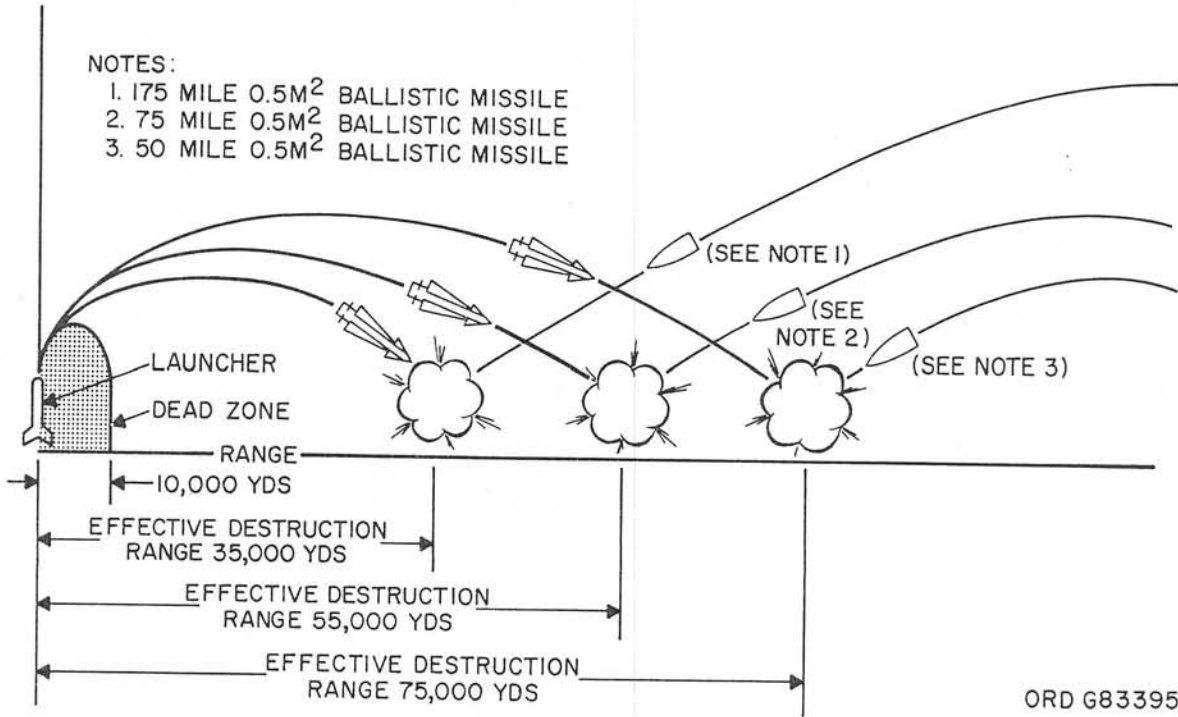 NOTES:
1. 175 MILE 0.5M² BALLISTIC MISSILE
2. 75 MILE 0.5M² BALLISTIC MISSILE
3. 50 MILE 0.5M² BALLISTIC MISSILE
(SEE NOTE 1)
(SEE
NOTE 2)
(SEE NOTE 3)
LAUNCHER
DEAD ZONE
RANGE
10,000 YDS
EFFECTIVE DESTRUCTION
RANGE 35,000 YDS
EFFECTIVE DESTRUCTION
RANGE 55,000 YDS
EFFECTIVE DESTRUCTION
RANGE 75,000 YDS
ORD G83395